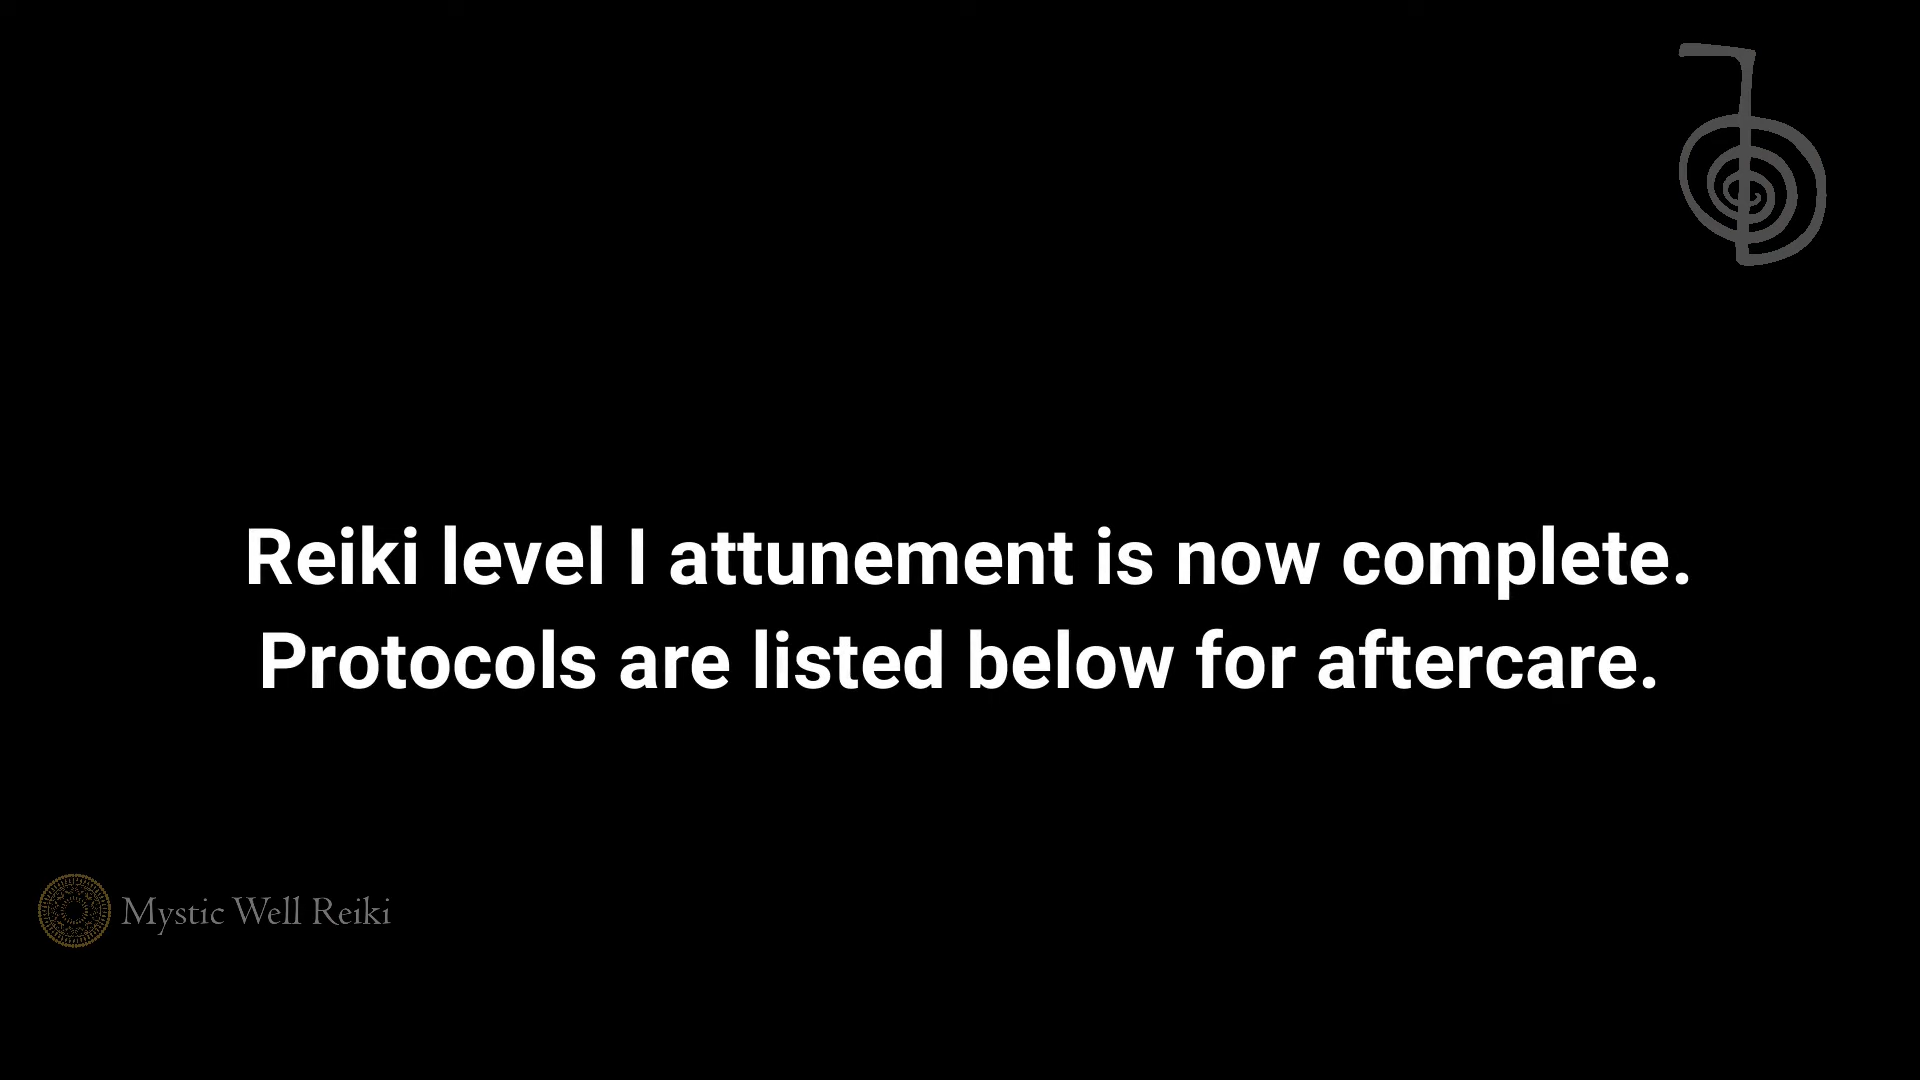 Reiki level I attunement is now complete.
Protocols are listed below for aftercare.
Mystic Well Reiki